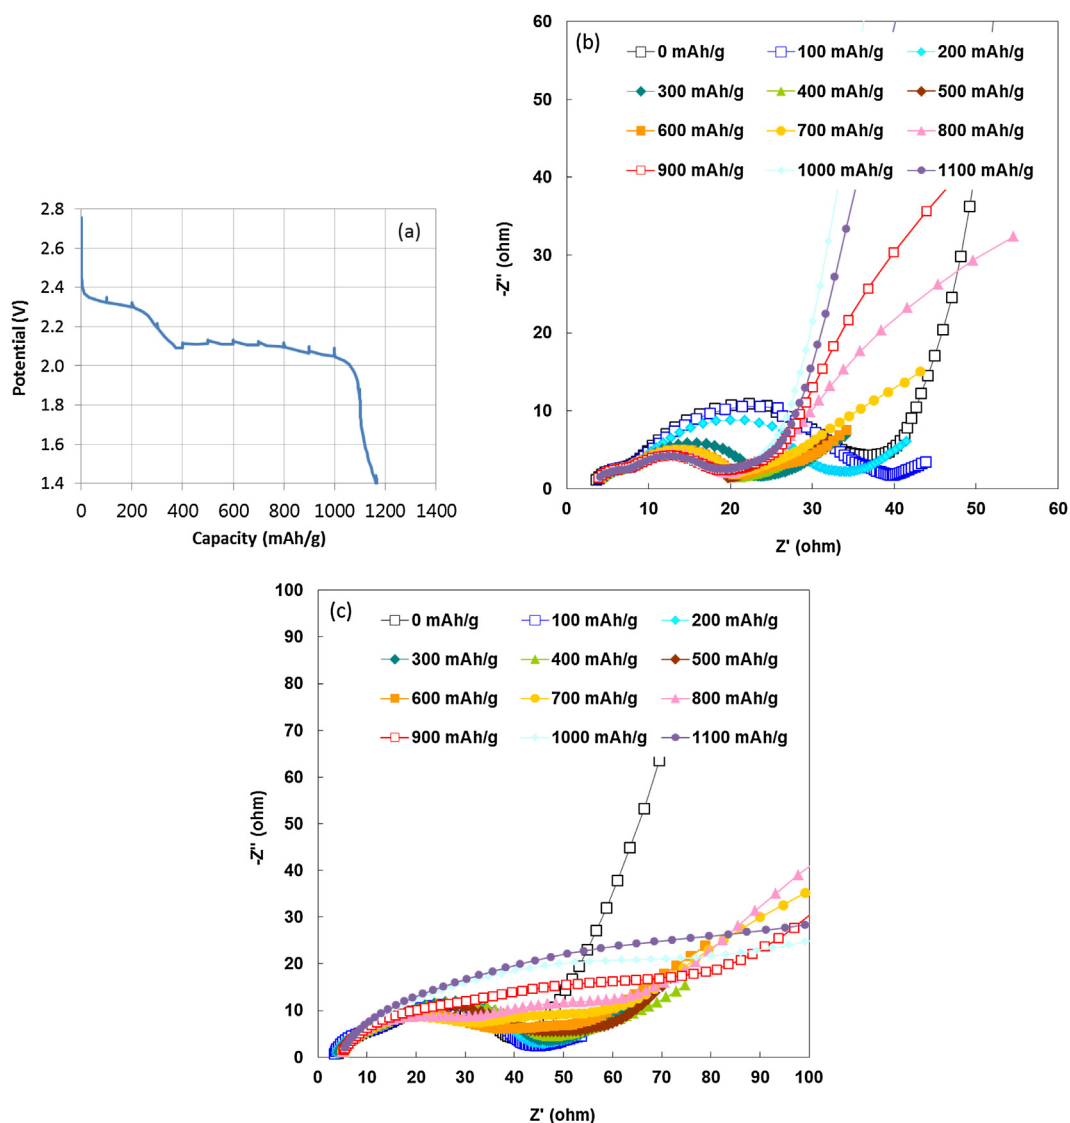 (a)
Potential (V)
2.8
2.6
2.4
2.2
2.0
1.8
1.6
1.4
0 200 400 600 800 1000 1200 1400
Capacity (mAh/g)
(b)
0 mAh/g 100 mAh/g 200 mAh/g
300 mAh/g 400 mAh/g 500 mAh/g
600 mAh/g 700 mAh/g 800 mAh/g
900 mAh/g 1000 mAh/g 1100 mAh/g
-Z'' (ohm)
60
50
40
30
20
10
0
0 10 20 30 40 50 60
Z' (ohm)
(c)
0 mAh/g 100 mAh/g 200 mAh/g
300 mAh/g 400 mAh/g 500 mAh/g
600 mAh/g 700 mAh/g 800 mAh/g
900 mAh/g 1000 mAh/g 1100 mAh/g
-Z'' (ohm)
100
90
80
70
60
50
40
30
20
10
0
0 10 20 30 40 50 60 70 80 90 100
Z' (ohm)